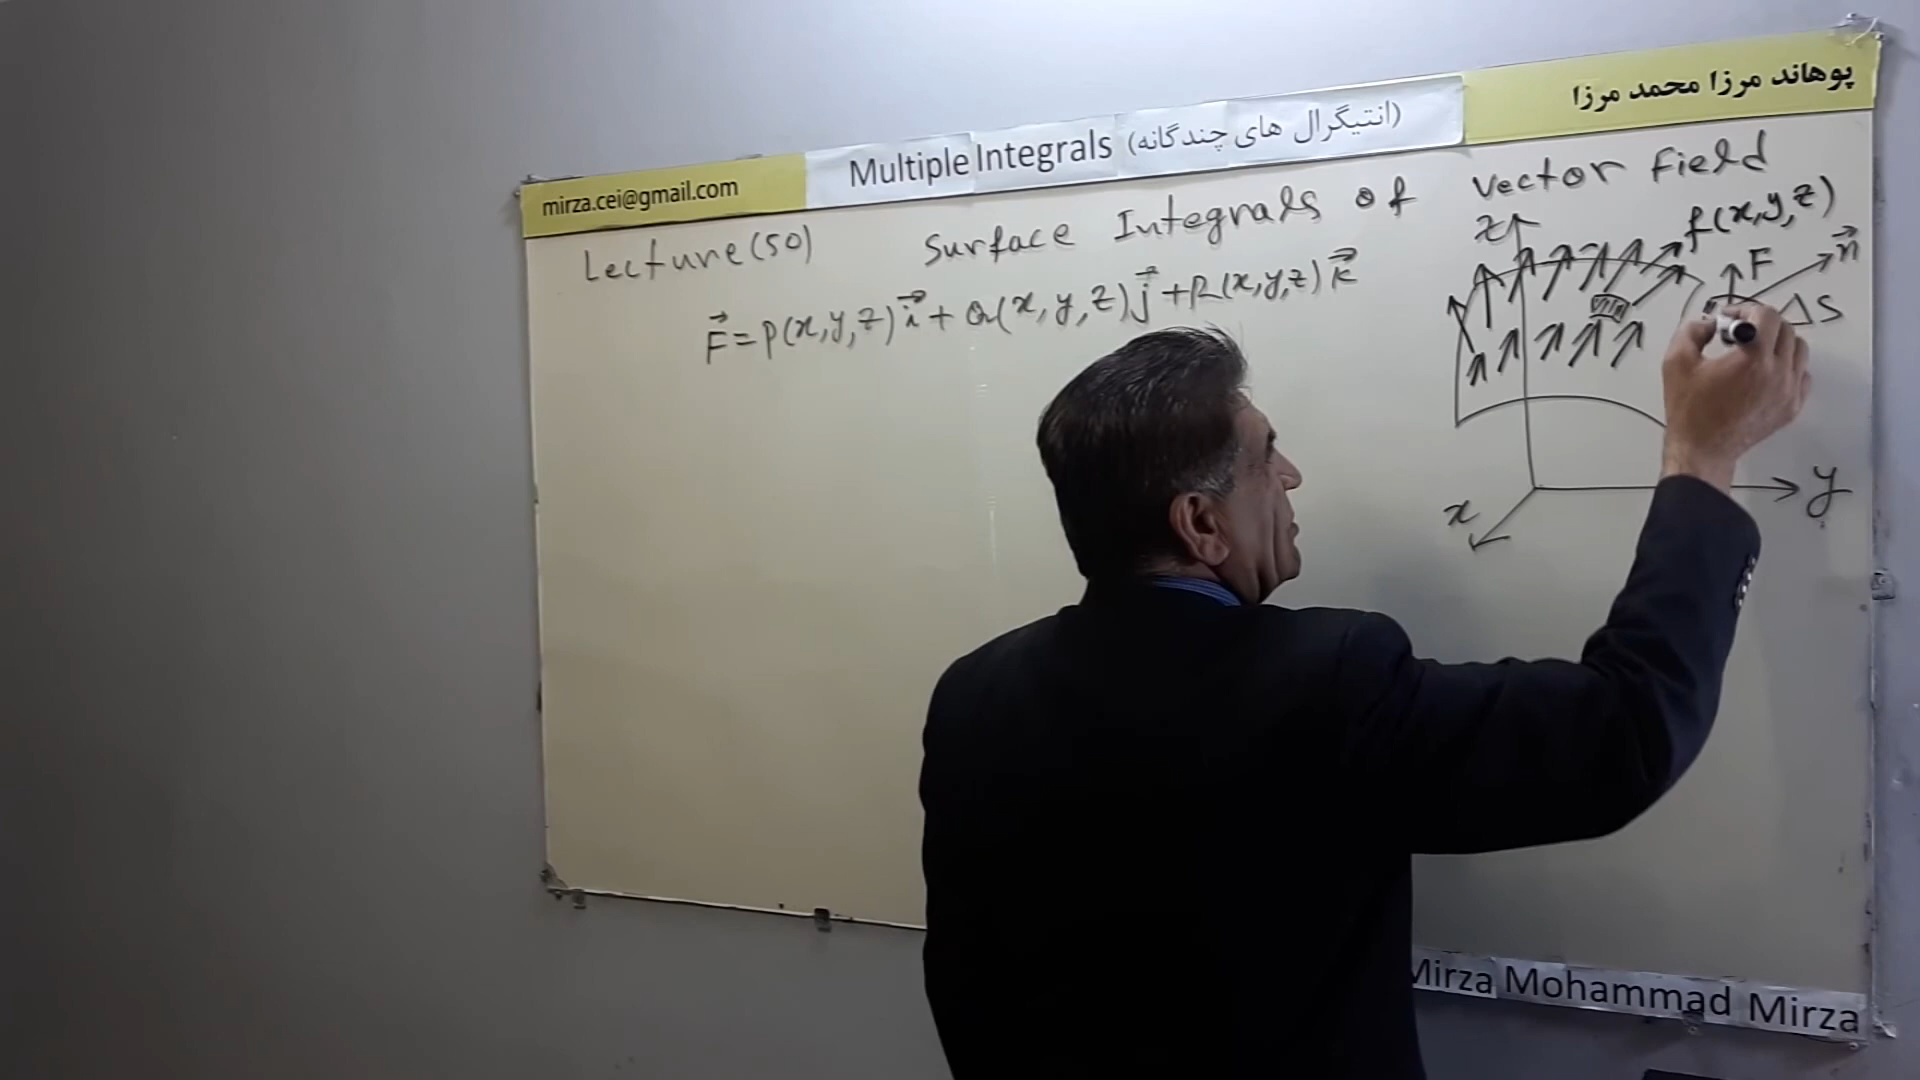 پوهاند مرزا محمد مرزا
mirza.cei@gmail.com
Multiple Integrals (انتیگرال های چندگانه)
Lecture (50) Surface Integrals of Vector Field
F⃗ = P(x,y,z) i⃗ + Q(x,y,z) j⃗ + R(x,y,z) k⃗
z
f(x,y,z)
F
n⃗
ΔS
y
x
Mirza Mohammad Mirza